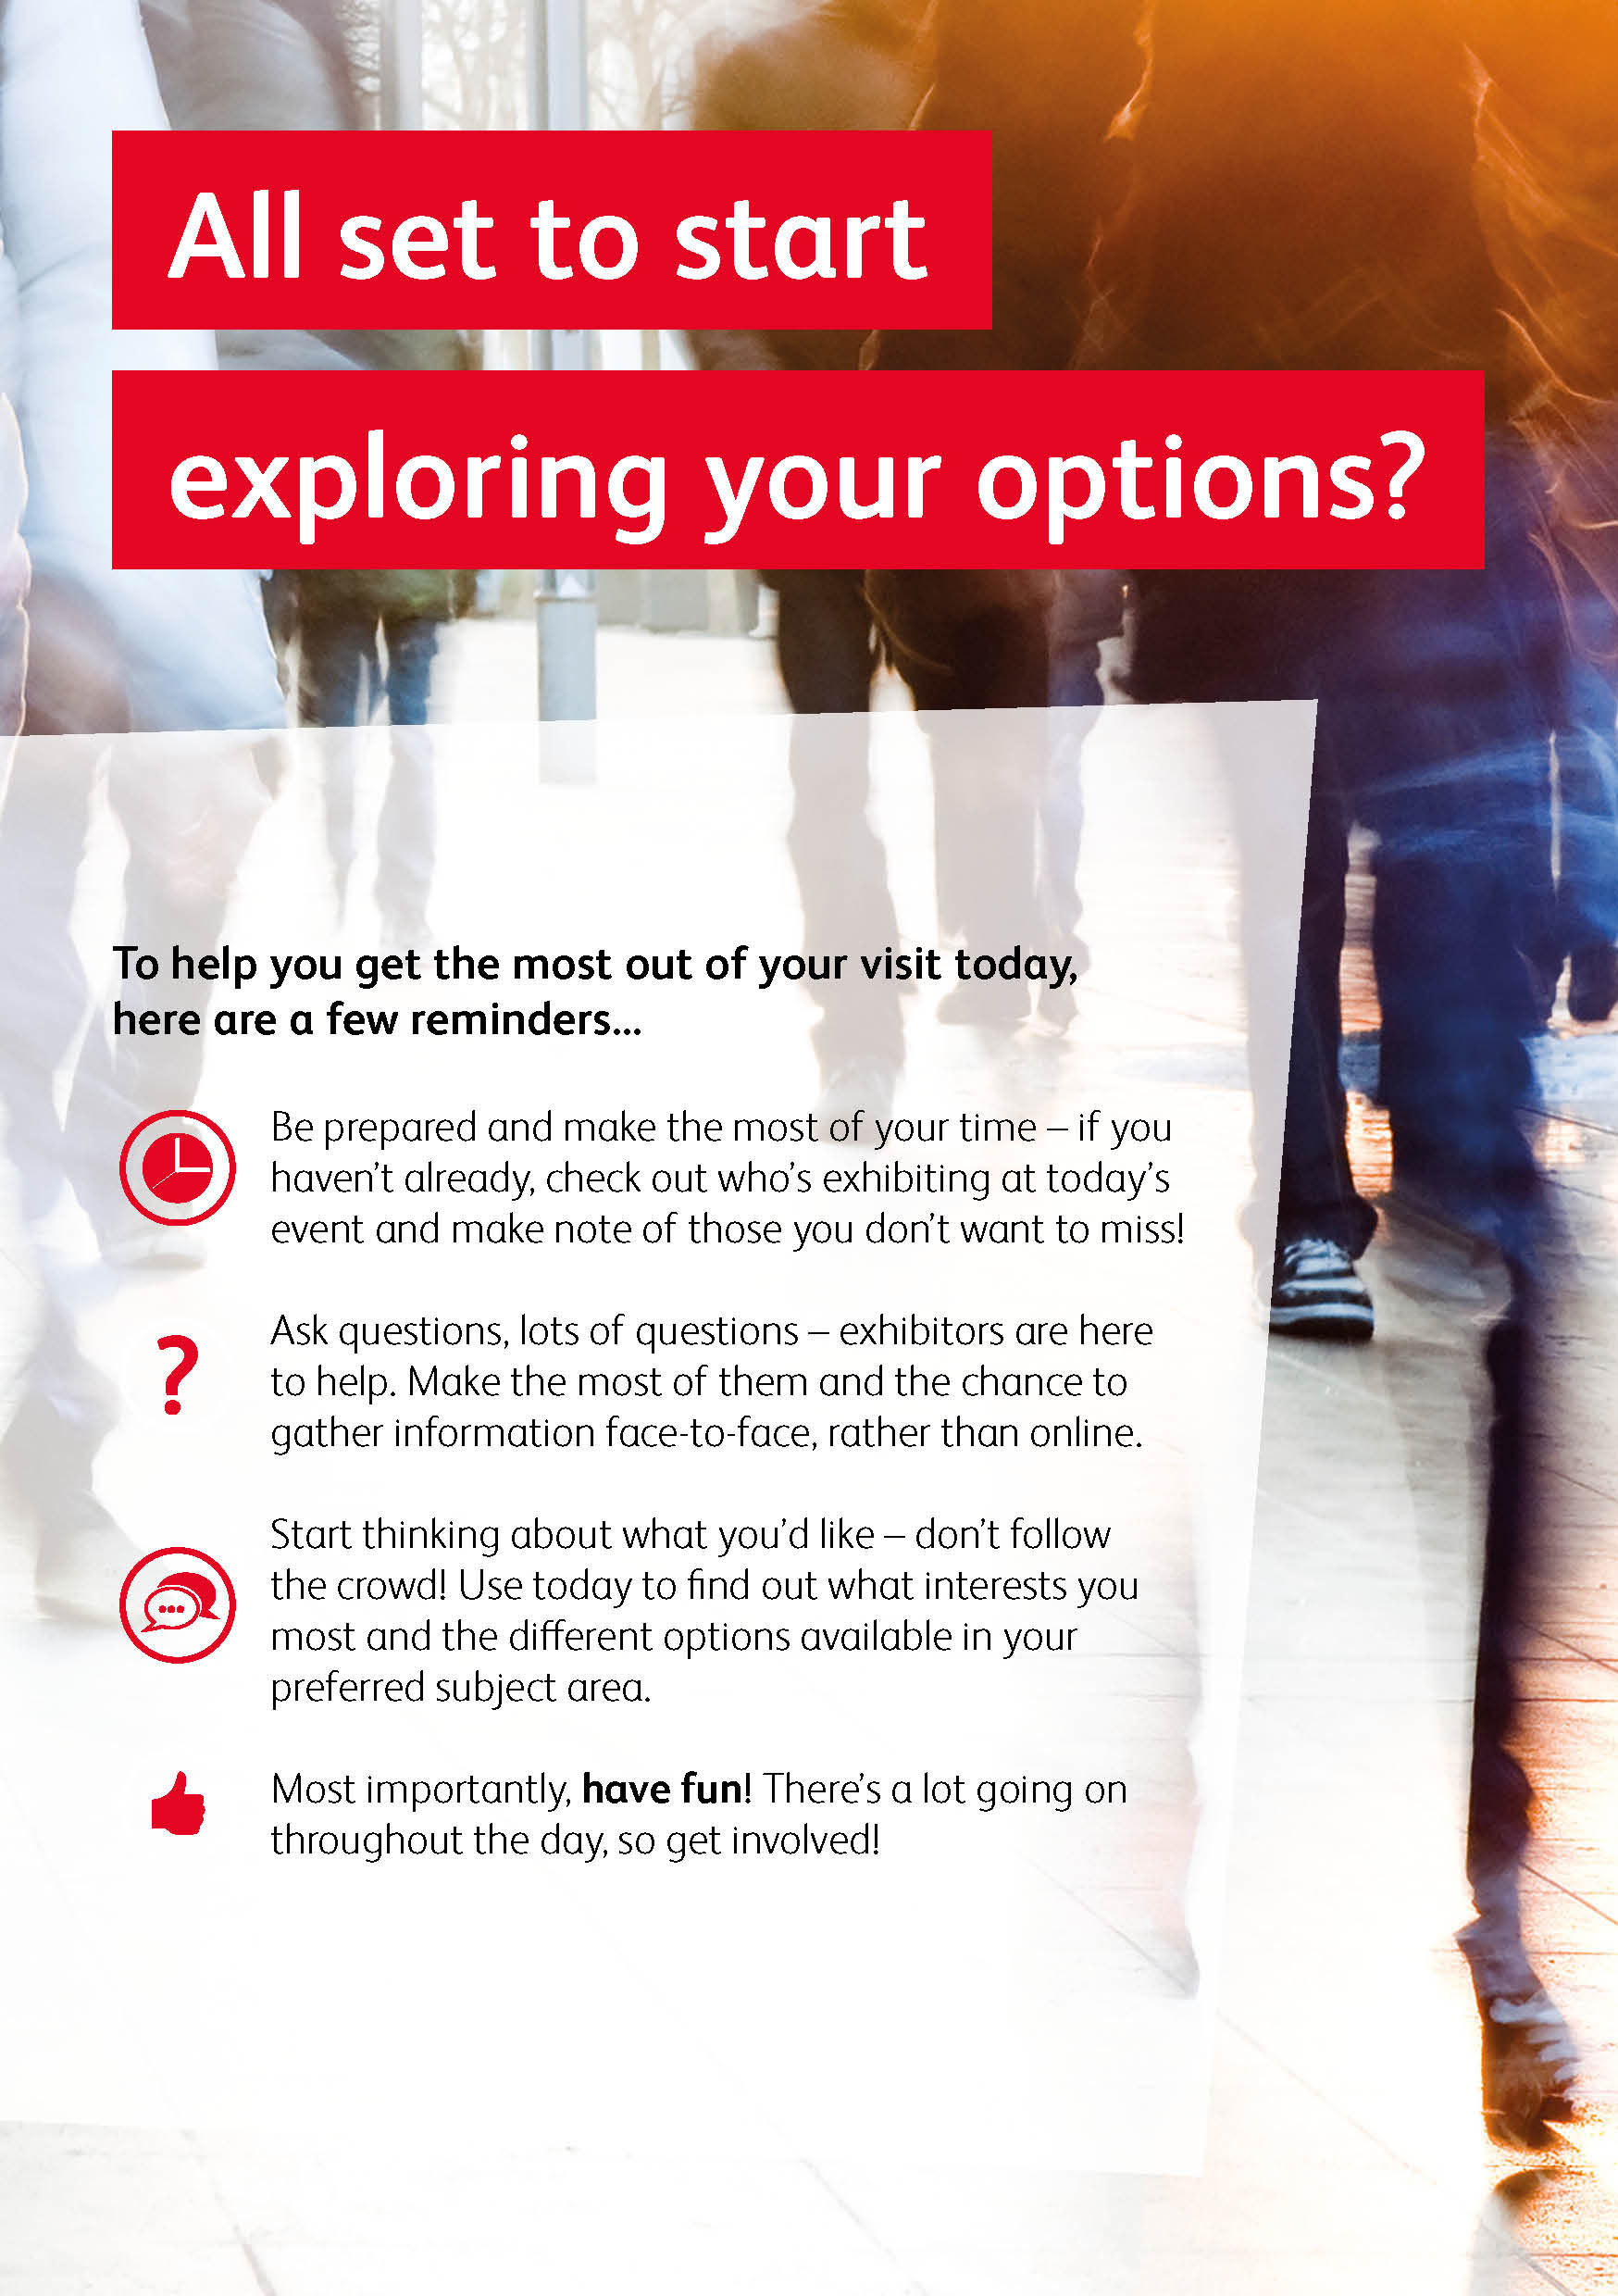 All set to start
exploring your options?
To help you get the most out of your visit today,
here are a few reminders...
Be prepared and make the most of your time – if you
haven’t already, check out who’s exhibiting at today’s
event and make note of those you don’t want to miss!
?
Ask questions, lots of questions – exhibitors are here
to help. Make the most of them and the chance to
gather information face-to-face, rather than online.
Start thinking about what you’d like – don’t follow
the crowd! Use today to find out what interests you
most and the different options available in your
preferred subject area.
Most importantly, have fun! There’s a lot going on
throughout the day, so get involved!